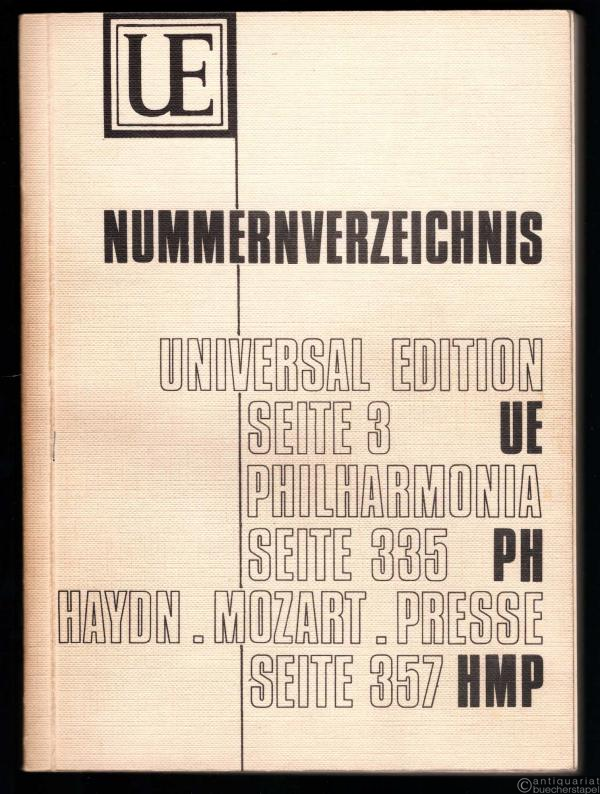 UE
NUMMERNVERZEICHNIS
UNIVERSAL EDITION
SEITE 3 UE
PHILHARMONIA
SEITE 335 PH
HAYDN . MOZART . PRESSE
SEITE 357 HMP
© antiquariat
buecherstapel